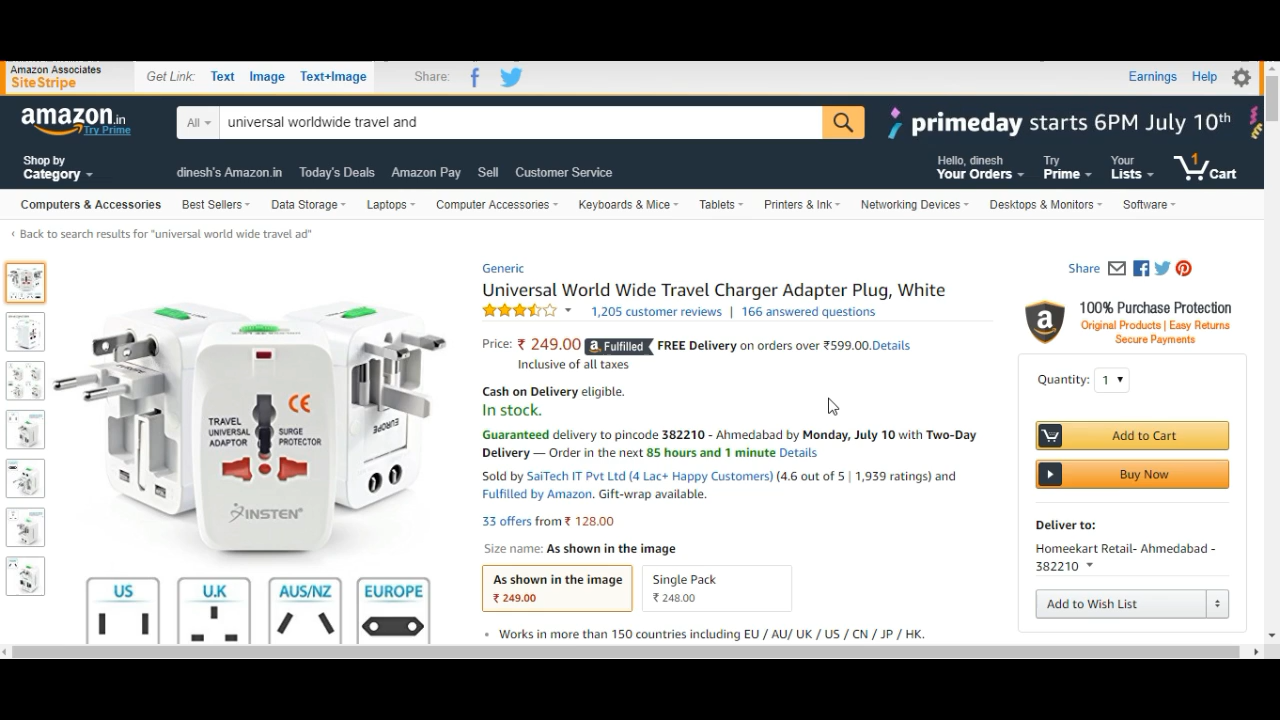 Amazon Associates
SiteStripe
Get Link: Text Image Text+Image Share: Earnings Help
amazon.in
Try Prime
All universal worldwide travel and
primeday starts 6PM July 10th
Shop by
Category
dinesh's Amazon.in Today's Deals Amazon Pay Sell Customer Service
Hello, dinesh
Your Orders
Try
Prime
Your
Lists
1
Cart
Computers & Accessories Best Sellers Data Storage Laptops Computer Accessories Keyboards & Mice Tablets Printers & Ink Networking Devices Desktops & Monitors Software
‹ Back to search results for "universal world wide travel ad"
Generic
Universal World Wide Travel Charger Adapter Plug, White
1,205 customer reviews | 166 answered questions
Price: ₹ 249.00 a Fulfilled FREE Delivery on orders over ₹599.00.Details
Inclusive of all taxes
Cash on Delivery eligible.
In stock.
Guaranteed delivery to pincode 382210 - Ahmedabad by Monday, July 10 with Two-Day
Delivery — Order in the next 85 hours and 1 minute Details
Sold by SaiTech IT Pvt Ltd (4 Lac+ Happy Customers) (4.6 out of 5 | 1,939 ratings) and
Fulfilled by Amazon. Gift-wrap available.
33 offers from ₹ 128.00
Size name: As shown in the image
As shown in the image
₹ 249.00
Single Pack
₹ 248.00
• Works in more than 150 countries including EU / AU/ UK / US / CN / JP / HK.
Share
a
100% Purchase Protection
Original Products | Easy Returns
Secure Payments
Quantity: 1
Add to Cart
Buy Now
Deliver to:
Homeekart Retail- Ahmedabad -
382210
Add to Wish List
CE
TRAVEL
UNIVERSAL
ADAPTOR
SURGE
PROTECTOR
EUROPE
INSTEN®
US
U.K
AUS/NZ
EUROPE